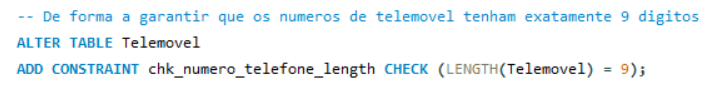 -- De forma a garantir que os numeros de telemovel tenham exatamente 9 digitos
ALTER TABLE Telemovel
ADD CONSTRAINT chk_numero_telefone_length CHECK (LENGTH(Telemovel) = 9);